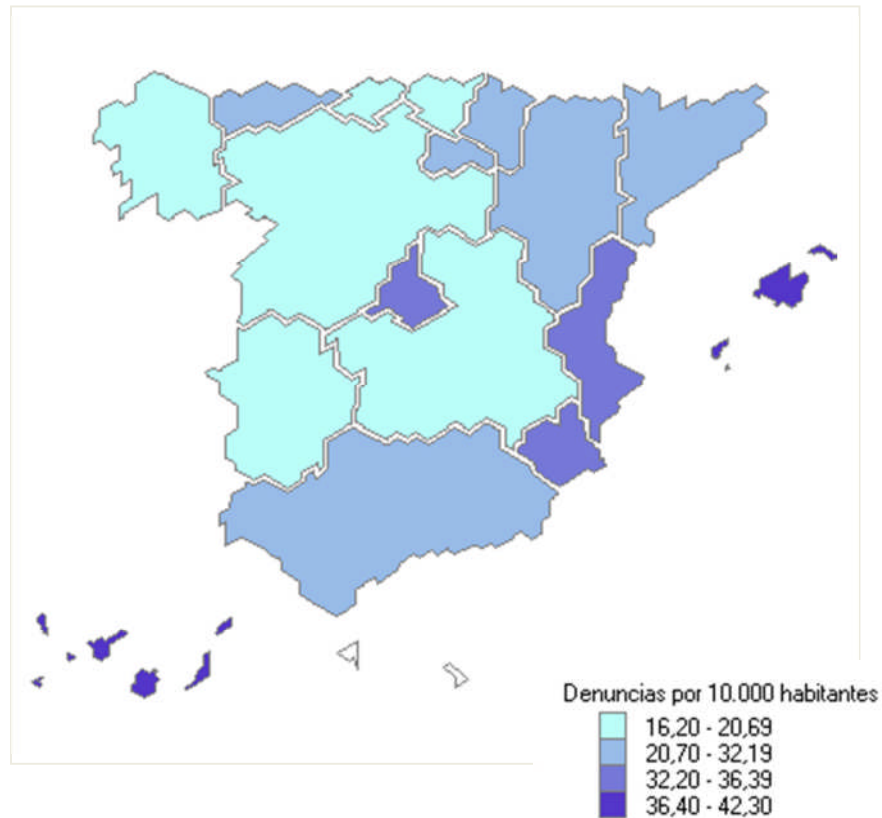 Denuncias por 10.000 habitantes
16,20 - 20,69
20,70 - 32,19
32,20 - 36,39
36,40 - 42,30